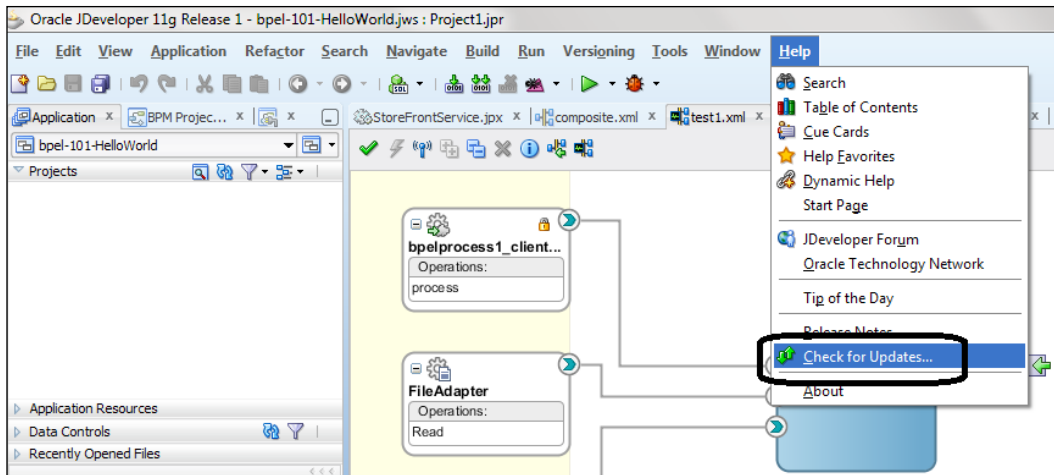 Oracle JDeveloper 11g Release 1 - bpel-101-HelloWorld.jws : Project1.jpr
File Edit View Application Refactor Search Navigate Build Run Versioning Tools Window Help
Application x BPM Projec... x x
StoreFrontService.jpx x composite.xml x test1.xml x x
bpel-101-HelloWorld
Projects
bpelprocess1_client...
Operations:
process
FileAdapter
Operations:
Read
Application Resources
Data Controls
Recently Opened Files
Search
Table of Contents
Cue Cards
Help Favorites
Dynamic Help
Start Page
JDeveloper Forum
Oracle Technology Network
Tip of the Day
Release Notes
Check for Updates...
About